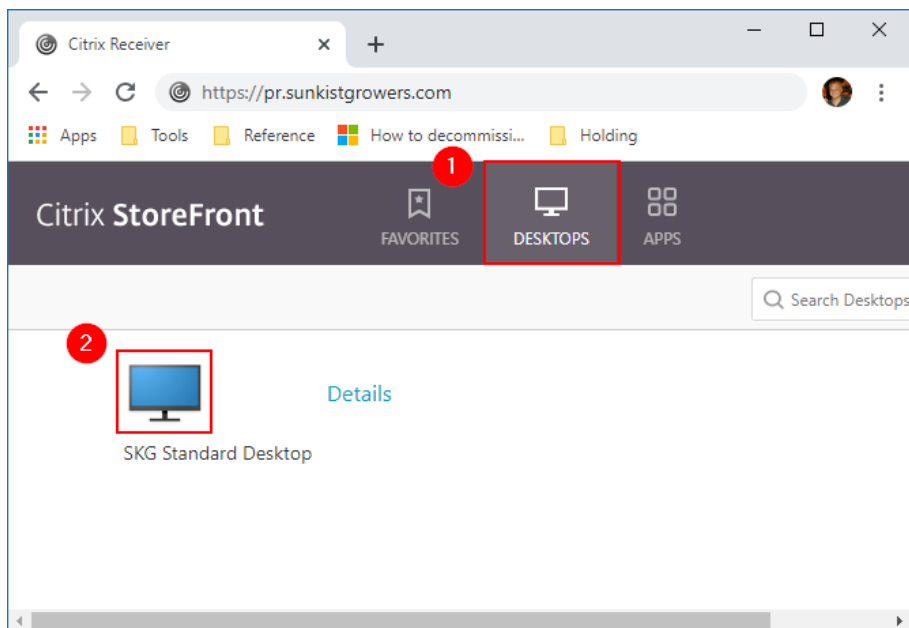 Citrix Receiver
https://pr.sunkistgrowers.com
Apps Tools Reference How to decommissi... Holding
1
Citrix StoreFront FAVORITES DESKTOPS APPS
Search Desktops
2
Details
SKG Standard Desktop